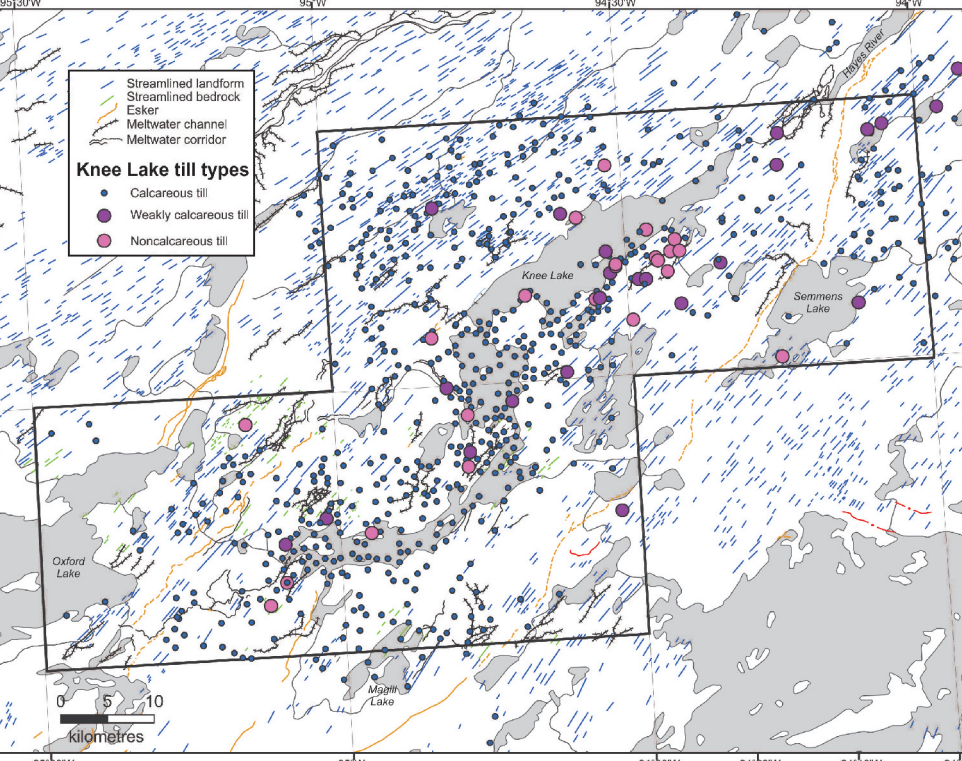 95°30'W 95°W 94°30'W 94°W
Hayes River
Streamlined landform
Streamlined bedrock
Esker
Meltwater channel
Meltwater corridor
Knee Lake till types
Calcareous till
Weakly calcareous till
Noncalcareous till
Knee Lake
Semmens
Lake
Oxford
Lake
Magill
Lake
0 5 10
kilometres